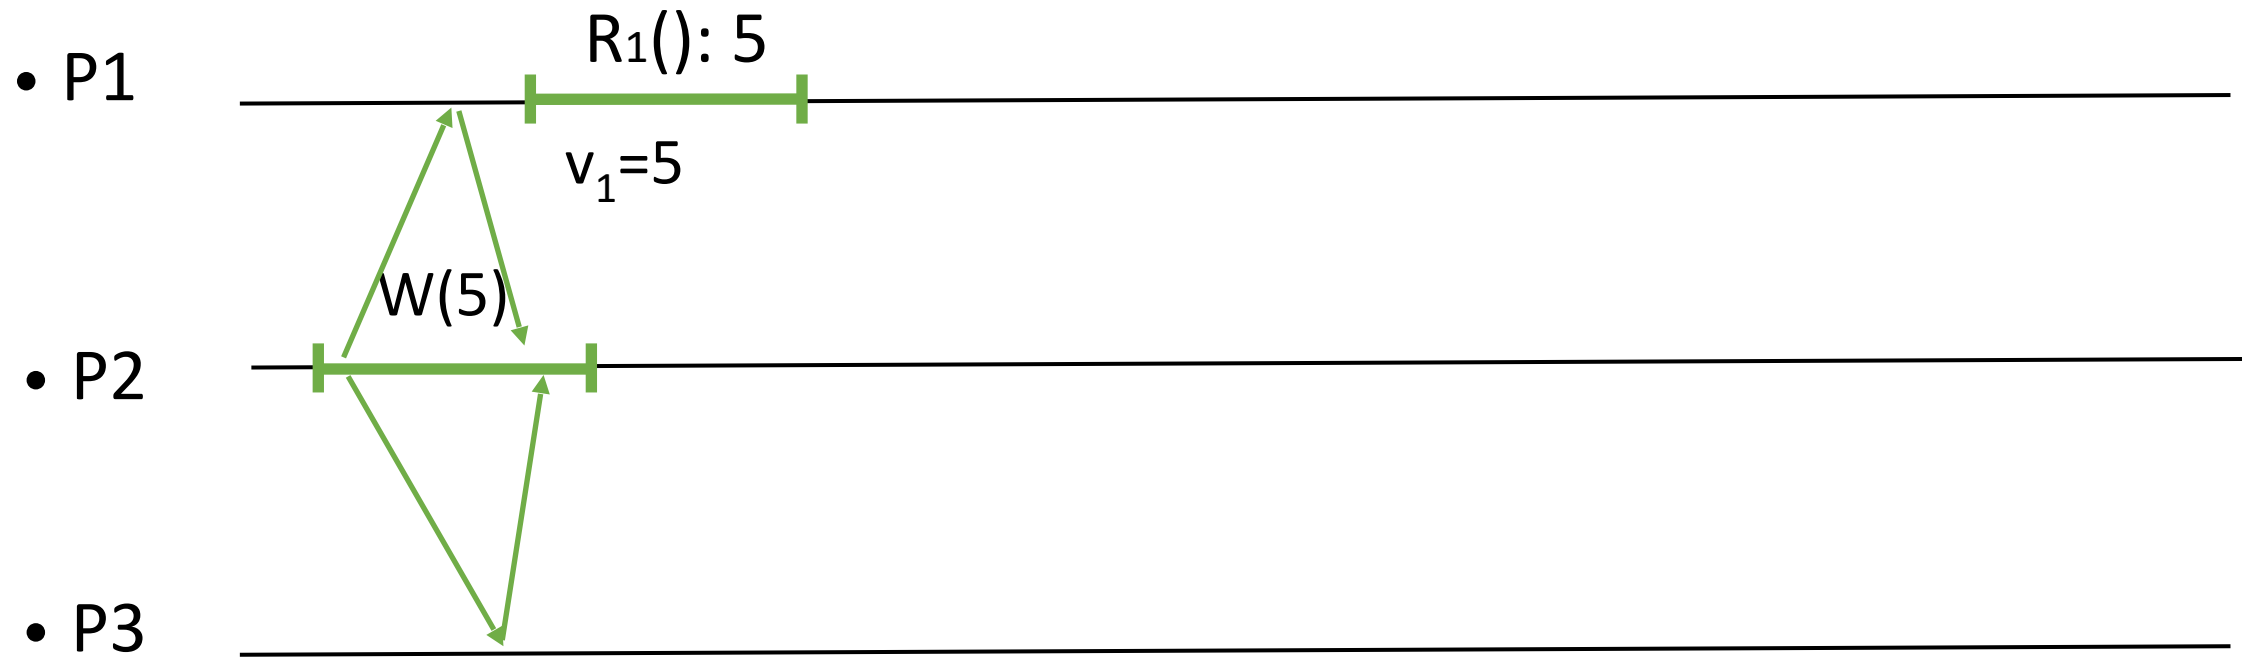 R₁(): 5
• P1
v₁=5
W(5)
• P2
• P3